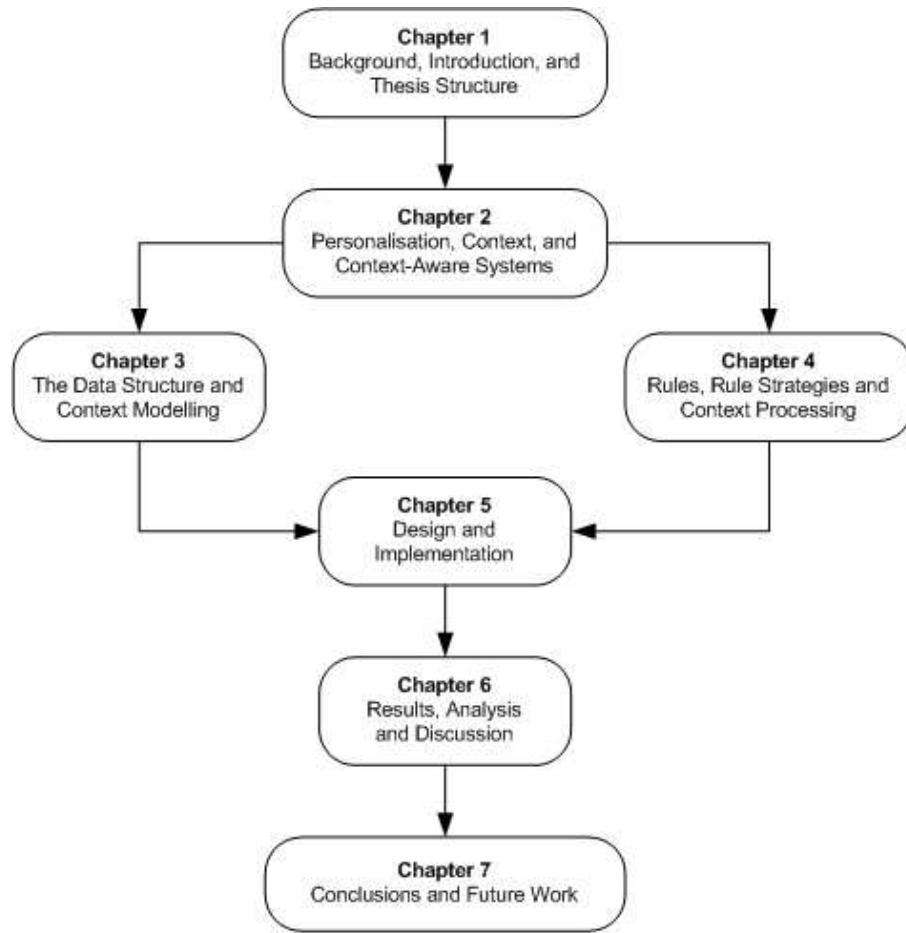 Chapter 1
Background, Introduction, and
Thesis Structure
Chapter 2
Personalisation, Context, and
Context-Aware Systems
Chapter 3
The Data Structure and
Context Modelling
Chapter 4
Rules, Rule Strategies and
Context Processing
Chapter 5
Design and
Implementation
Chapter 6
Results, Analysis
and Discussion
Chapter 7
Conclusions and Future Work